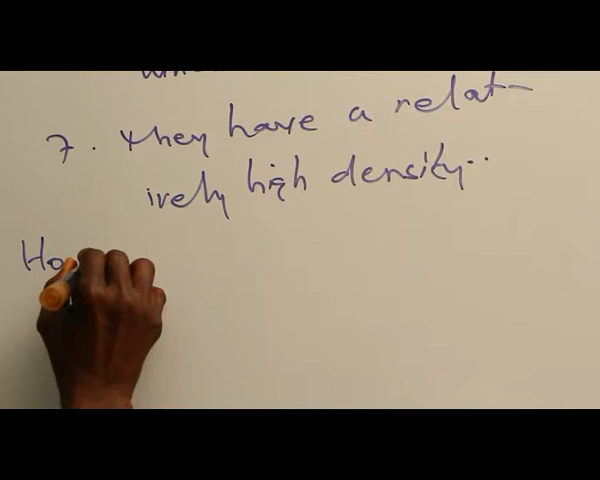 7. they have a relat-
ively high density..
Ho